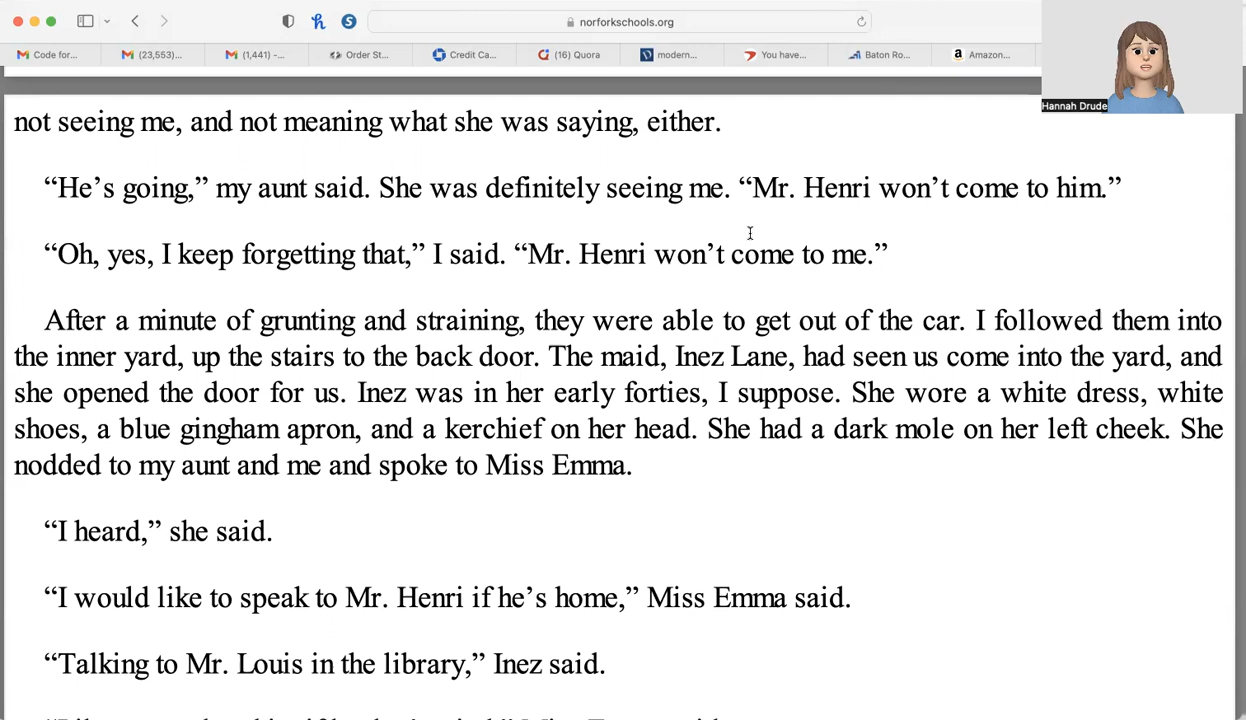 norforkschools.org
Code for...
(23,553)...
(1,441) -...
Order St...
Credit Ca...
(16) Quora
modern...
You have...
Baton Ro...
Amazon...
Hannah Drude
not seeing me, and not meaning what she was saying, either.
“He’s going,” my aunt said. She was definitely seeing me. “Mr. Henri won’t come to him.”
“Oh, yes, I keep forgetting that,” I said. “Mr. Henri won’t come to me.”
After a minute of grunting and straining, they were able to get out of the car. I followed them into
the inner yard, up the stairs to the back door. The maid, Inez Lane, had seen us come into the yard, and
she opened the door for us. Inez was in her early forties, I suppose. She wore a white dress, white
shoes, a blue gingham apron, and a kerchief on her head. She had a dark mole on her left cheek. She
nodded to my aunt and me and spoke to Miss Emma.
“I heard,” she said.
“I would like to speak to Mr. Henri if he’s home,” Miss Emma said.
“Talking to Mr. Louis in the library,” Inez said.